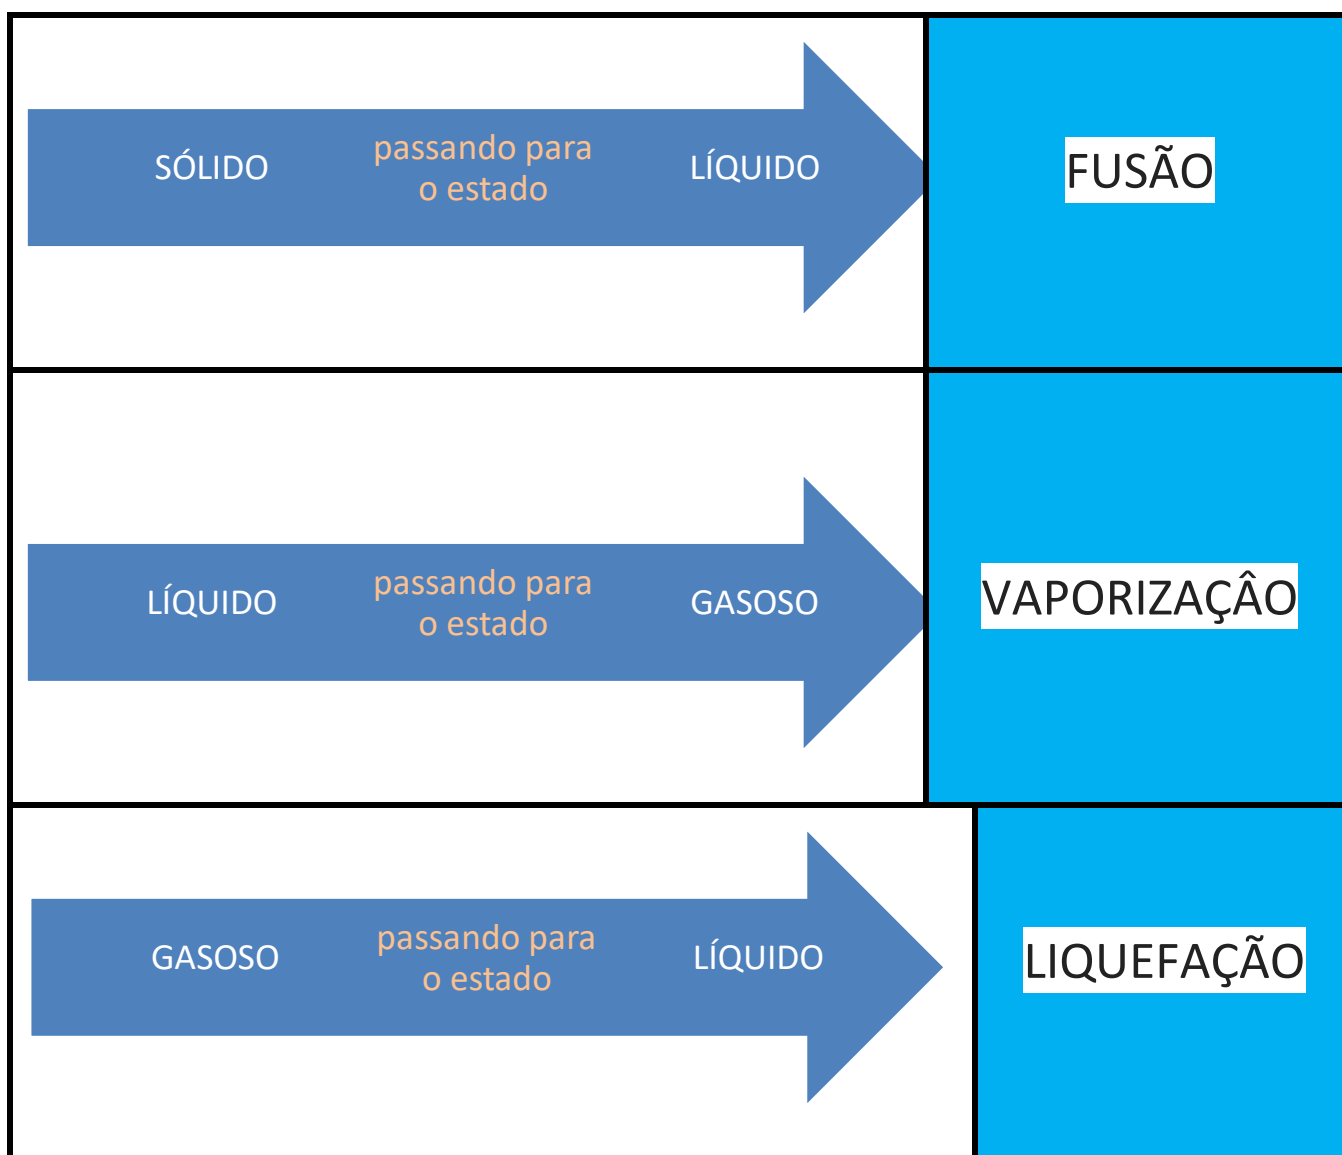 SÓLIDO
passando para
o estado
LÍQUIDO
FUSÃO
LÍQUIDO
passando para
o estado
GASOSO
VAPORIZAÇÂO
GASOSO
passando para
o estado
LÍQUIDO
LIQUEFAÇÃO